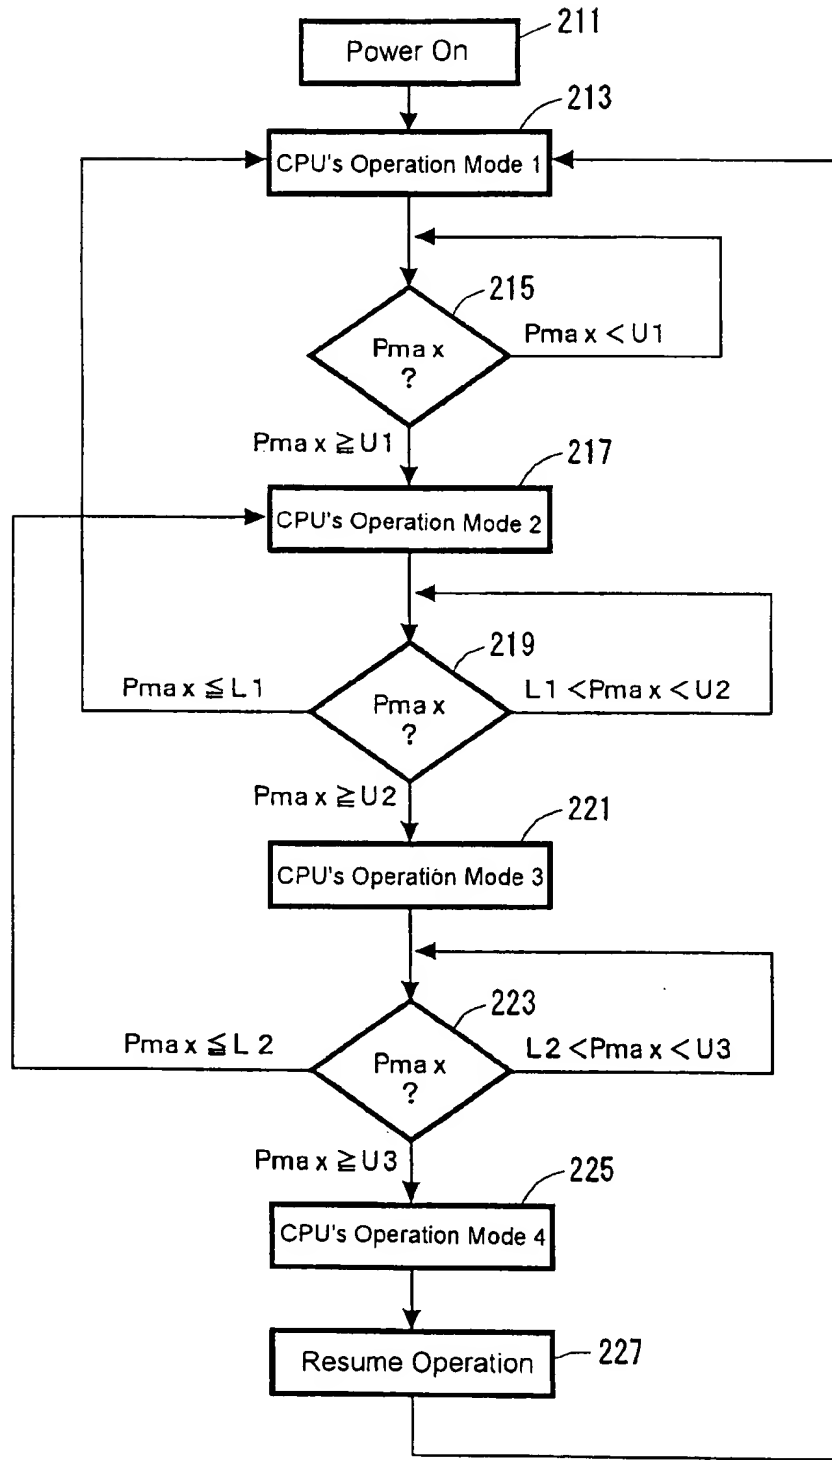 211
Power On
213
CPU's Operation Mode 1
215
Pmax
?
Pmax < U1
Pmax ≧ U1
217
CPU's Operation Mode 2
219
Pmax ≦ L1
Pmax
?
L1 < Pmax < U2
Pmax ≧ U2
221
CPU's Operation Mode 3
223
Pmax ≦ L2
Pmax
?
L2 < Pmax < U3
Pmax ≧ U3
225
CPU's Operation Mode 4
Resume Operation
227